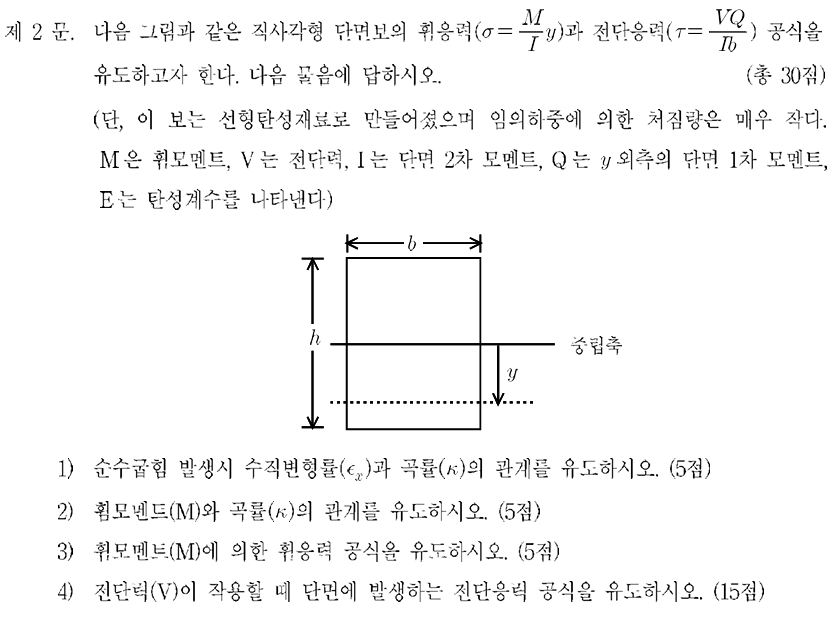 제 2 문. 다음 그림과 같은 직사각형 단면보의 휨응력(σ = M/I y)과 전단응력(τ = VQ/Ib) 공식을
유도하고자 한다. 다음 물음에 답하시오. (총 30점)
(단, 이 보는 선형탄성재료로 만들어졌으며 임의하중에 의한 처짐량은 매우 작다.
M은 휨모멘트, V는 전단력, I는 단면 2차 모멘트, Q는 y외측의 단면 1차 모멘트,
E는 탄성계수를 나타낸다)
b
h
중립축
y
1) 순수굽힘 발생시 수직변형률(ϵₓ)과 곡률(κ)의 관계를 유도하시오. (5점)
2) 휨모멘트(M)와 곡률(κ)의 관계를 유도하시오. (5점)
3) 휨모멘트(M)에 의한 휨응력 공식을 유도하시오. (5점)
4) 전단력(V)이 작용할 때 단면에 발생하는 전단응력 공식을 유도하시오. (15점)